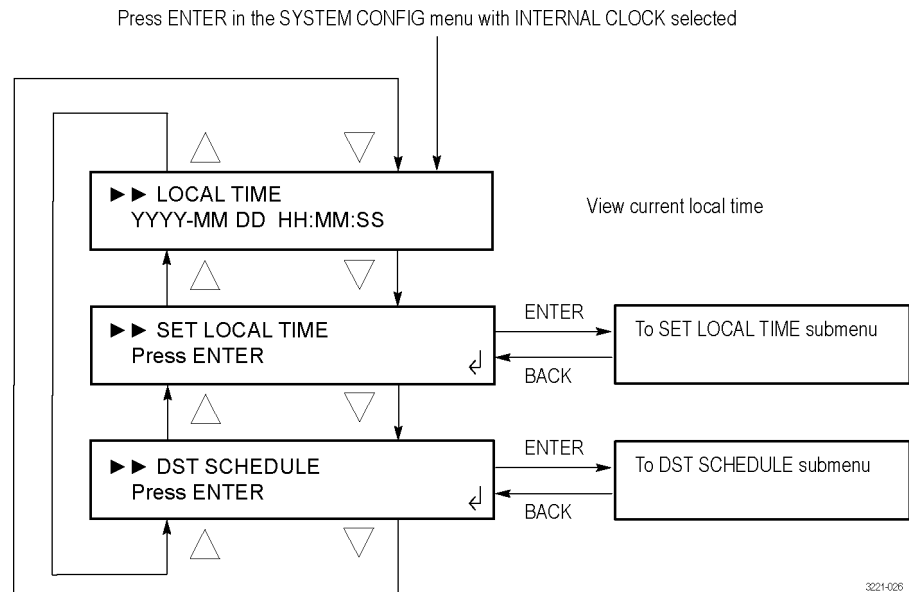 Press ENTER in the SYSTEM CONFIG menu with INTERNAL CLOCK selected
►► LOCAL TIME
YYYY-MM DD HH:MM:SS
View current local time
►► SET LOCAL TIME
Press ENTER
ENTER
BACK
To SET LOCAL TIME submenu
►► DST SCHEDULE
Press ENTER
ENTER
BACK
To DST SCHEDULE submenu
3221-026